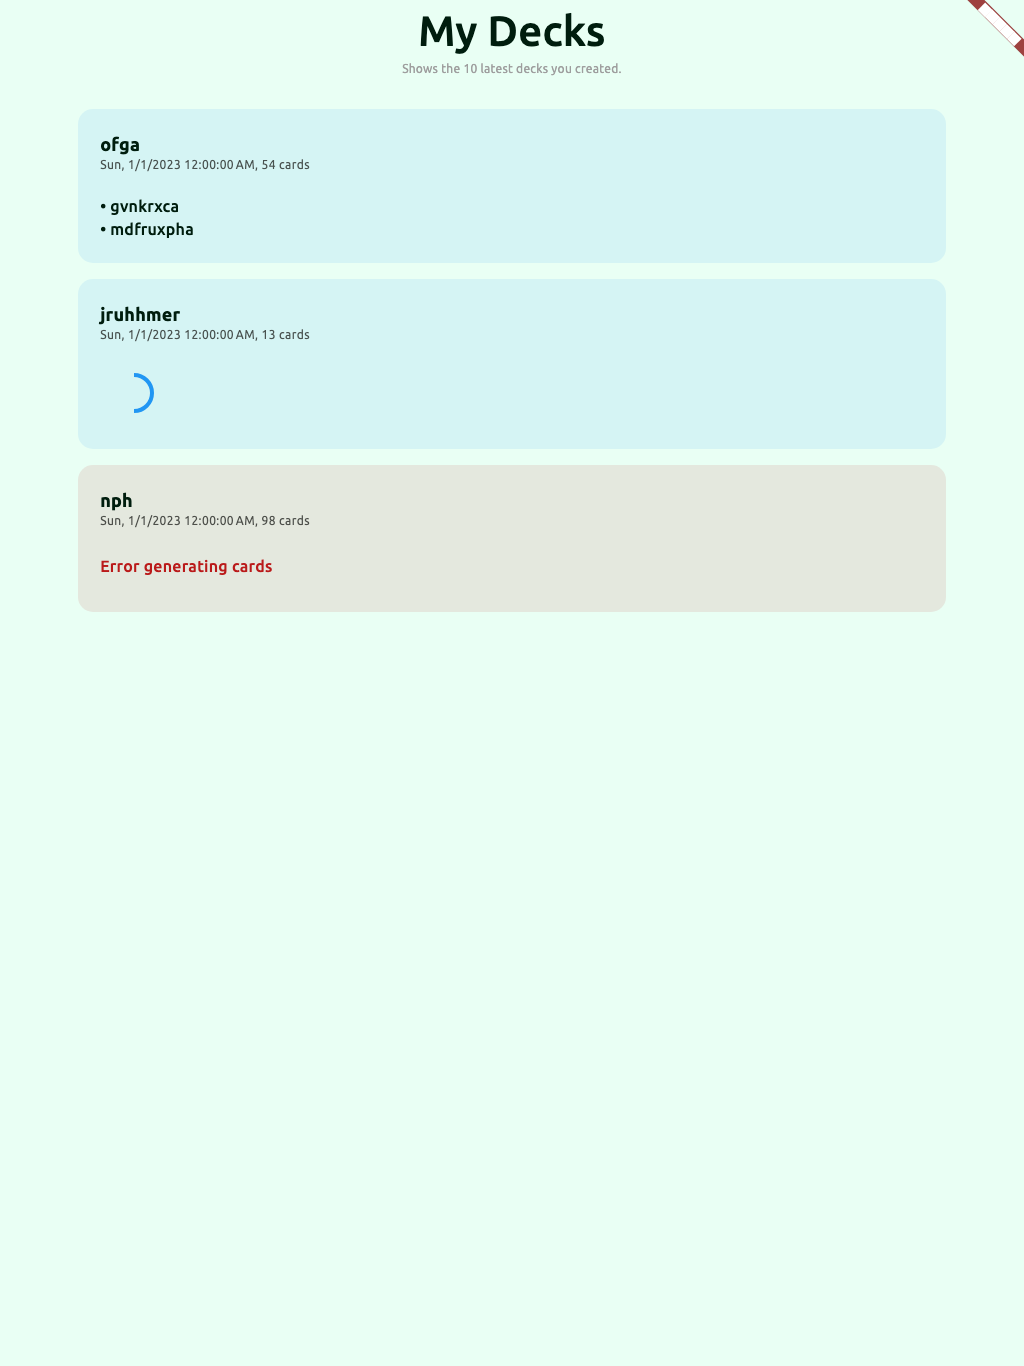 My Decks
Shows the 10 latest decks you created.
ofga
Sun, 1/1/2023 12:00:00 AM, 54 cards
• gvnkrxca
• mdfruxpha
jruhhmer
Sun, 1/1/2023 12:00:00 AM, 13 cards
nph
Sun, 1/1/2023 12:00:00 AM, 98 cards
Error generating cards